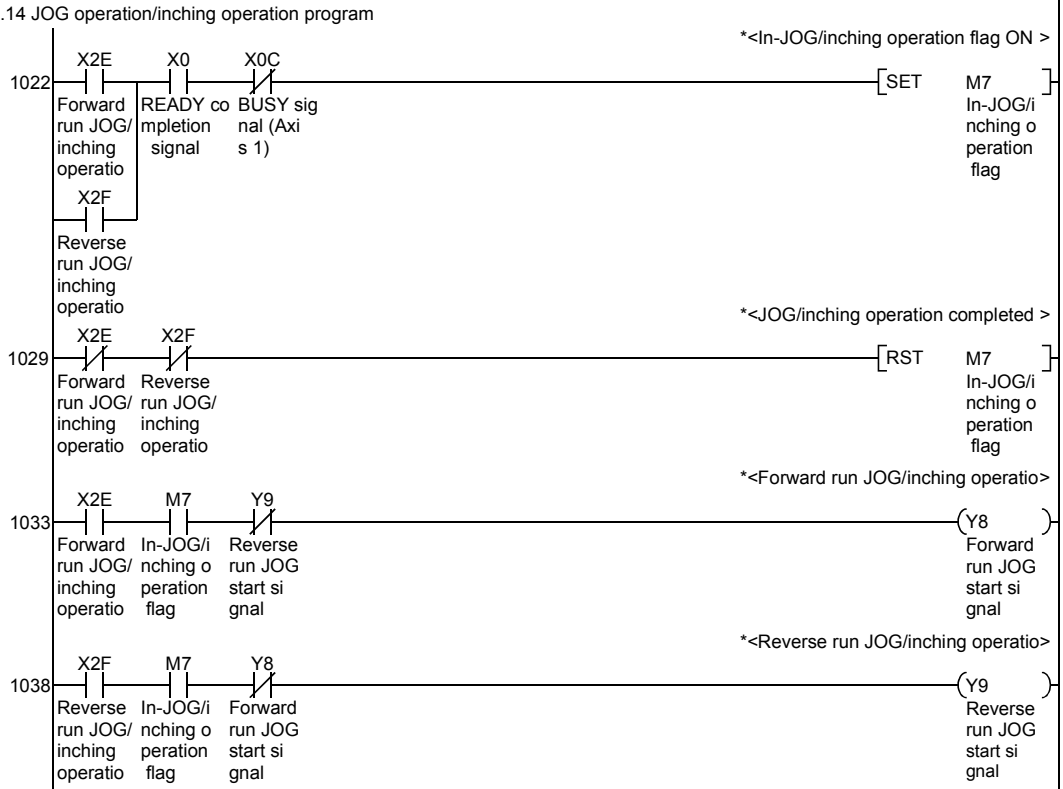 .14 JOG operation/inching operation program
*<In-JOG/inching operation flag ON >
X2E X0 X0C
1022 SET M7
Forward READY co BUSY sig In-JOG/i
run JOG/ mpletion nal (Axi nching o
inching signal s 1) peration
operatio flag
X2F
Reverse
run JOG/
inching
operatio
*<JOG/inching operation completed >
X2E X2F
1029 RST M7
Forward Reverse In-JOG/i
run JOG/ run JOG/ nching o
inching inching peration
operatio operatio flag
*<Forward run JOG/inching operatio>
X2E M7 Y9
1033 Y8
Forward In-JOG/i Reverse Forward
run JOG/ nching o run JOG run JOG
inching peration start si start si
operatio flag gnal gnal
*<Reverse run JOG/inching operatio>
X2F M7 Y8
1038 Y9
Reverse In-JOG/i Forward Reverse
run JOG/ nching o run JOG run JOG
inching peration start si start si
operatio flag gnal gnal